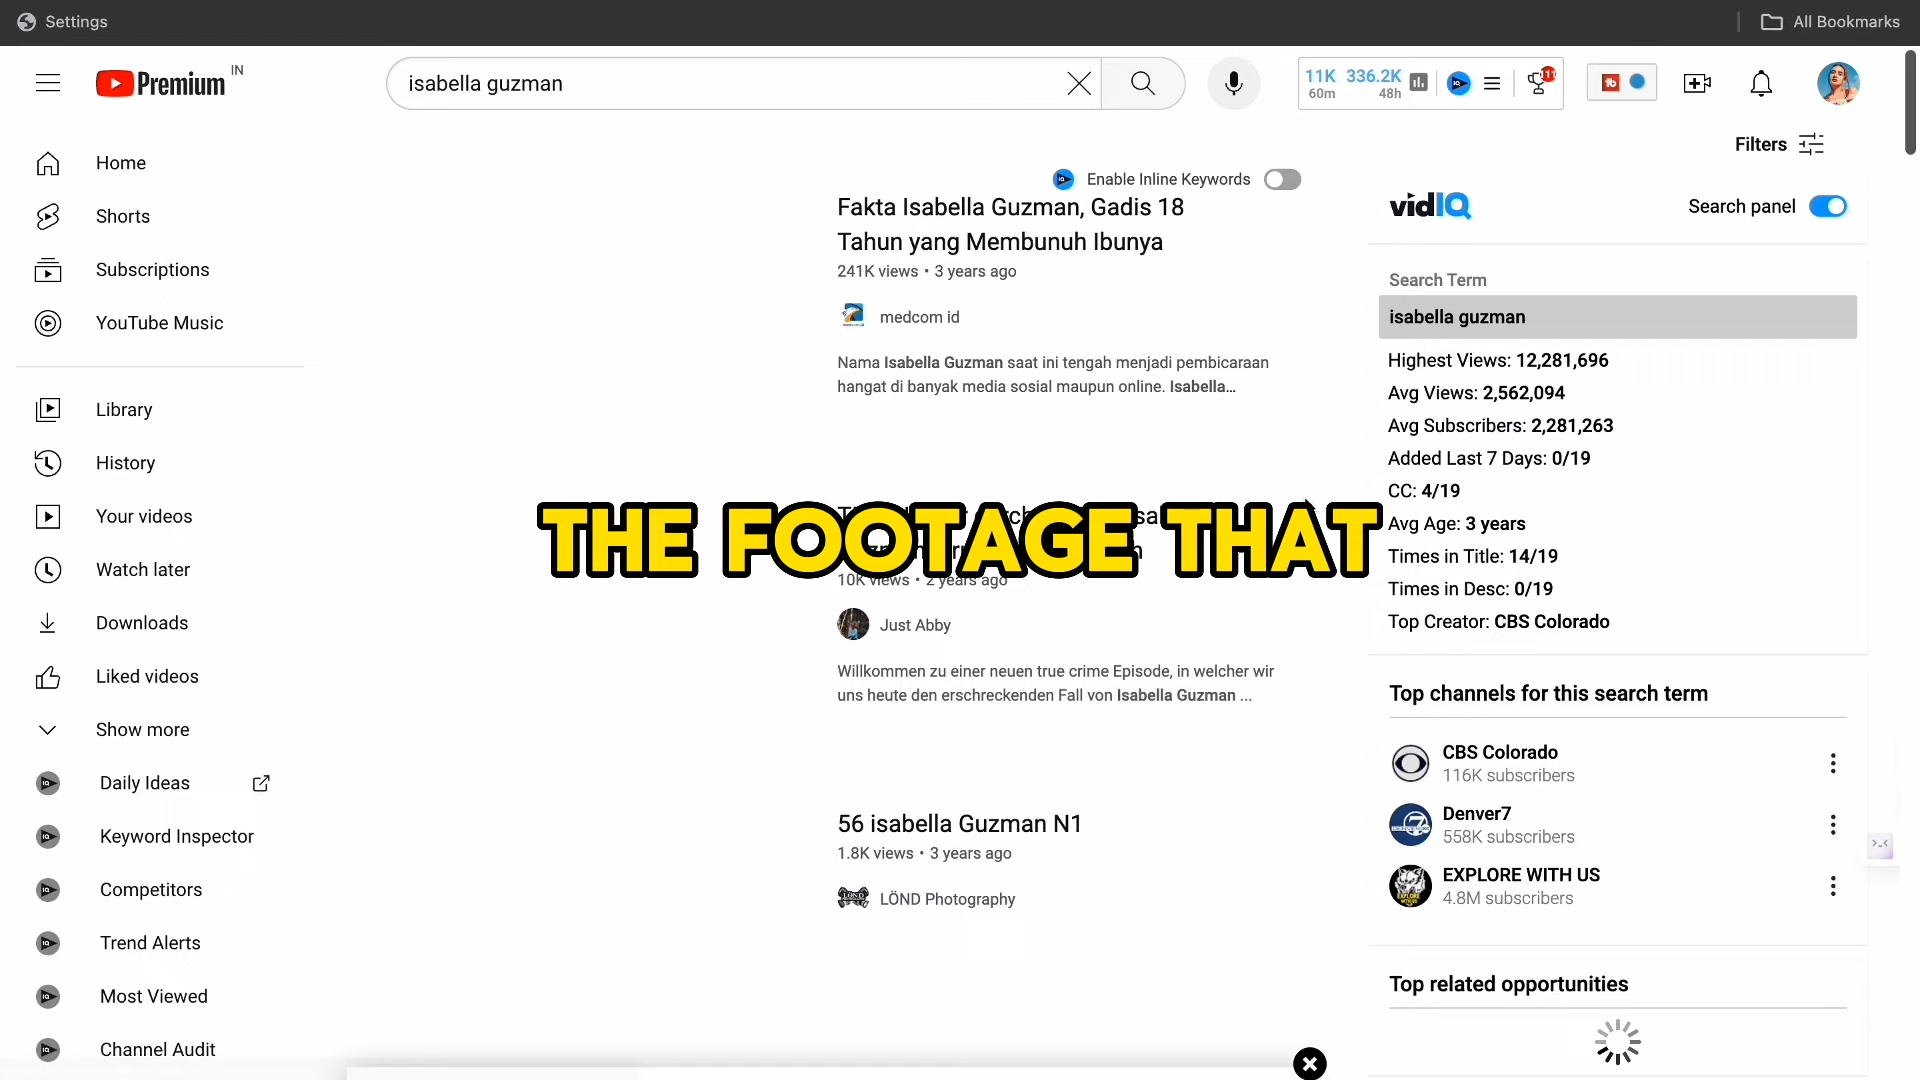 Settings
All Bookmarks
Premium IN
isabella guzman
11K 336.2K
60m 48h
111
Filters
Home
Shorts
Subscriptions
YouTube Music
Library
History
Your videos
Watch later
Downloads
Liked videos
Show more
Daily Ideas
Keyword Inspector
Competitors
Trend Alerts
Most Viewed
Channel Audit
Enable Inline Keywords
Fakta Isabella Guzman, Gadis 18
Tahun yang Membunuh Ibunya
241K views • 3 years ago
medcom id
Nama Isabella Guzman saat ini tengah menjadi pembicaraan
hangat di banyak media sosial maupun online. Isabella...
THE FOOTAGE THAT
10K views • 2 years ago
Just Abby
Willkommen zu einer neuen true crime Episode, in welcher wir
uns heute den erschreckenden Fall von Isabella Guzman ...
56 isabella Guzman N1
1.8K views • 3 years ago
LÖND Photography
vidIQ
Search panel
Search Term
isabella guzman
Highest Views: 12,281,696
Avg Views: 2,562,094
Avg Subscribers: 2,281,263
Added Last 7 Days: 0/19
CC: 4/19
Avg Age: 3 years
Times in Title: 14/19
Times in Desc: 0/19
Top Creator: CBS Colorado
Top channels for this search term
CBS Colorado
116K subscribers
Denver7
558K subscribers
EXPLORE WITH US
4.8M subscribers
Top related opportunities